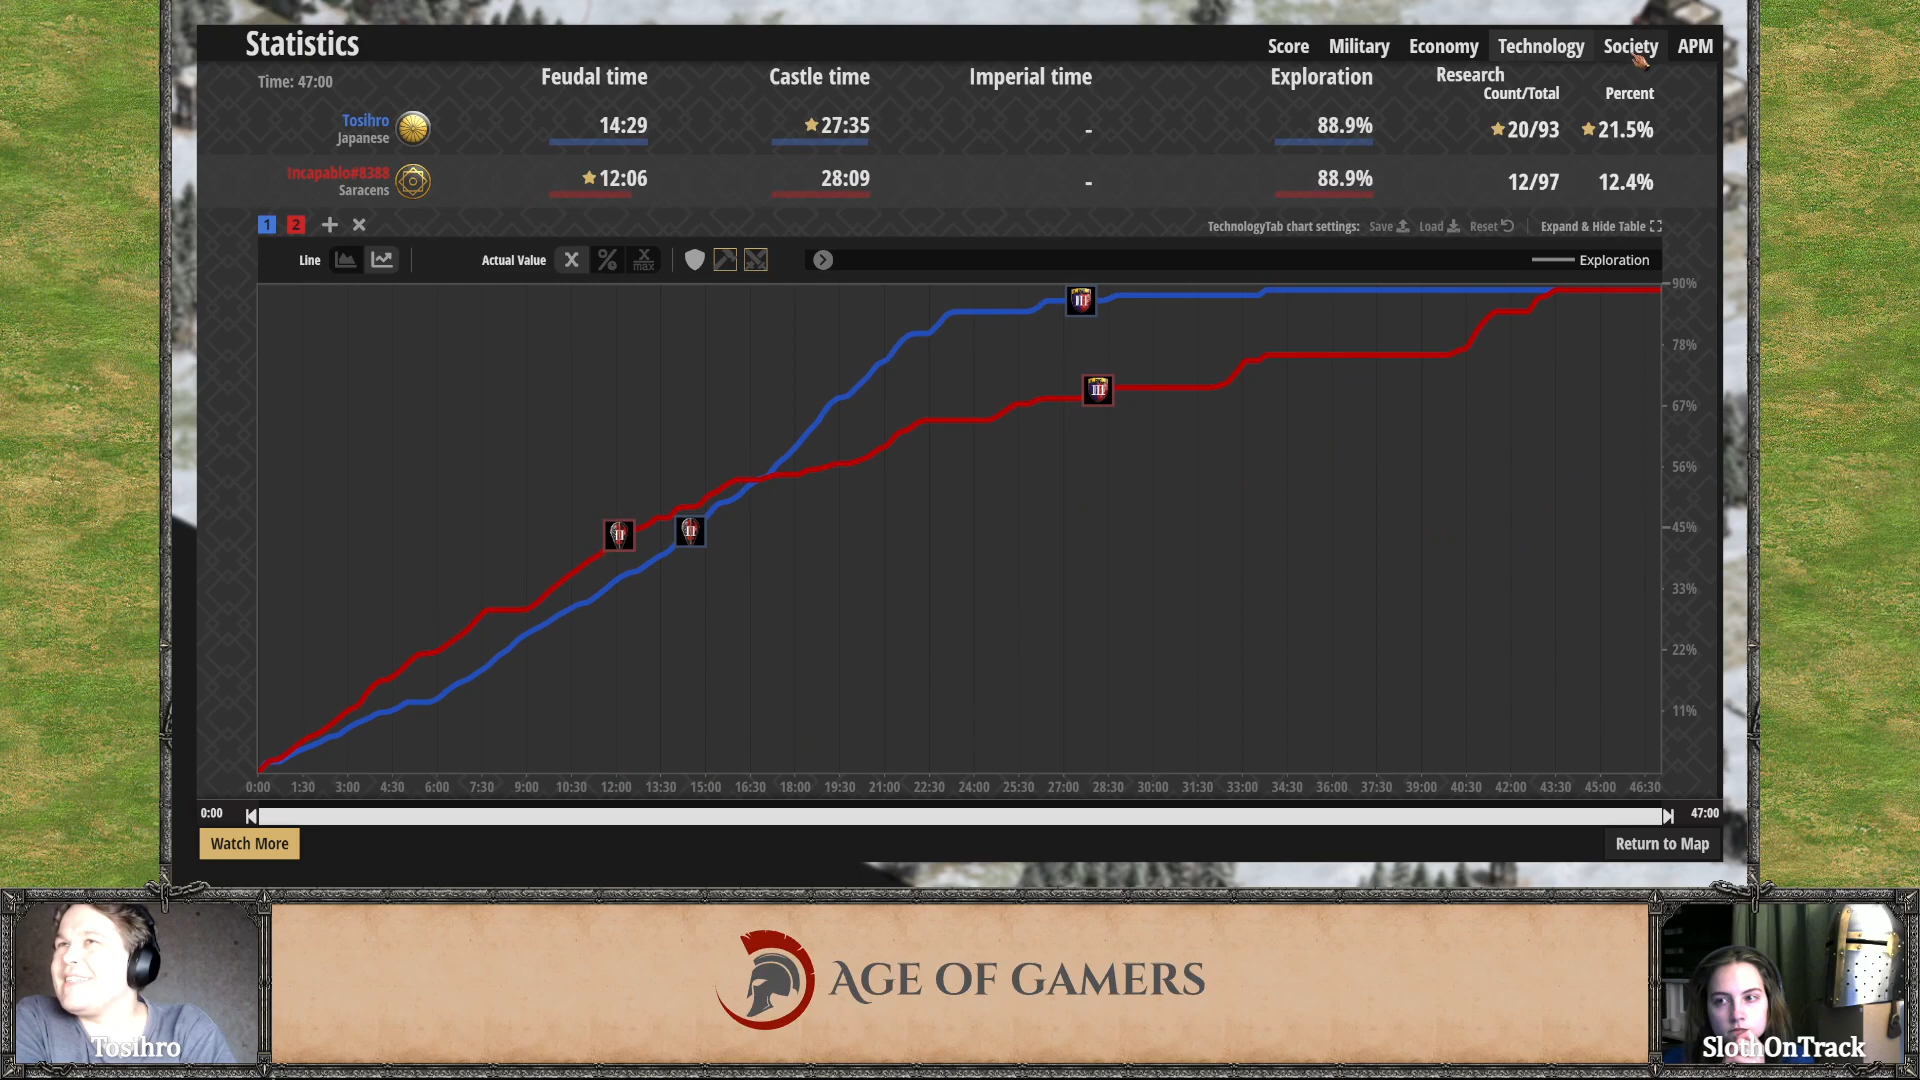 Statistics
Score Military Economy Technology Society APM
Time: 47:00 Feudal time Castle time Imperial time Exploration Research
Count/Total Percent
Tosihro
Japanese
14:29 27:35 - 88.9% 20/93 21.5%
Incapablo#8388
Saracens
12:06 28:09 - 88.9% 12/97 12.4%
1 2 + ×
TechnologyTab chart settings: Save Load Reset Expand & Hide Table
Line Actual Value X % X max Exploration
90%
78%
67%
56%
45%
33%
22%
11%
III
III
II
II
0:00 1:30 3:00 4:30 6:00 7:30 9:00 10:30 12:00 13:30 15:00 16:30 18:00 19:30 21:00 22:30 24:00 25:30 27:00 28:30 30:00 31:30 33:00 34:30 36:00 37:30 39:00 40:30 42:00 43:30 45:00 46:30
0:00 47:00
Watch More Return to Map
AGE OF GAMERS
Tosihro
SlothOnTrack